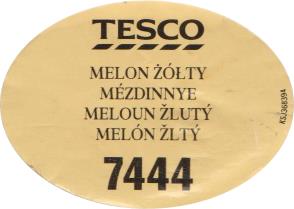 TESCO
MELON ŻÓŁTY
MÉZDINNYE
MELOUN ŽLUTÝ
MELÓN ŽLTÝ
7444
KSJ368394